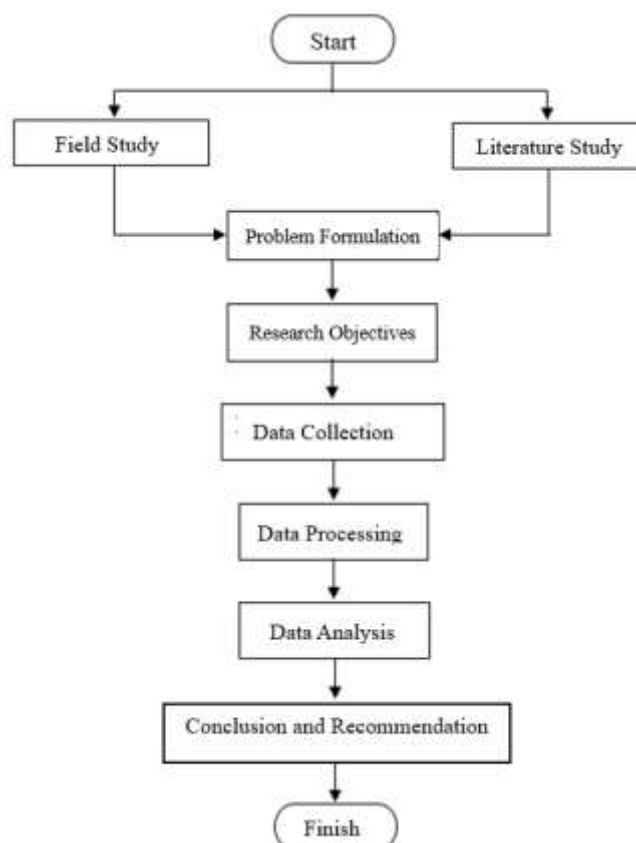 Start
Field Study
Literature Study
Problem Formulation
Research Objectives
Data Collection
Data Processing
Data Analysis
Conclusion and Recommendation
Finish